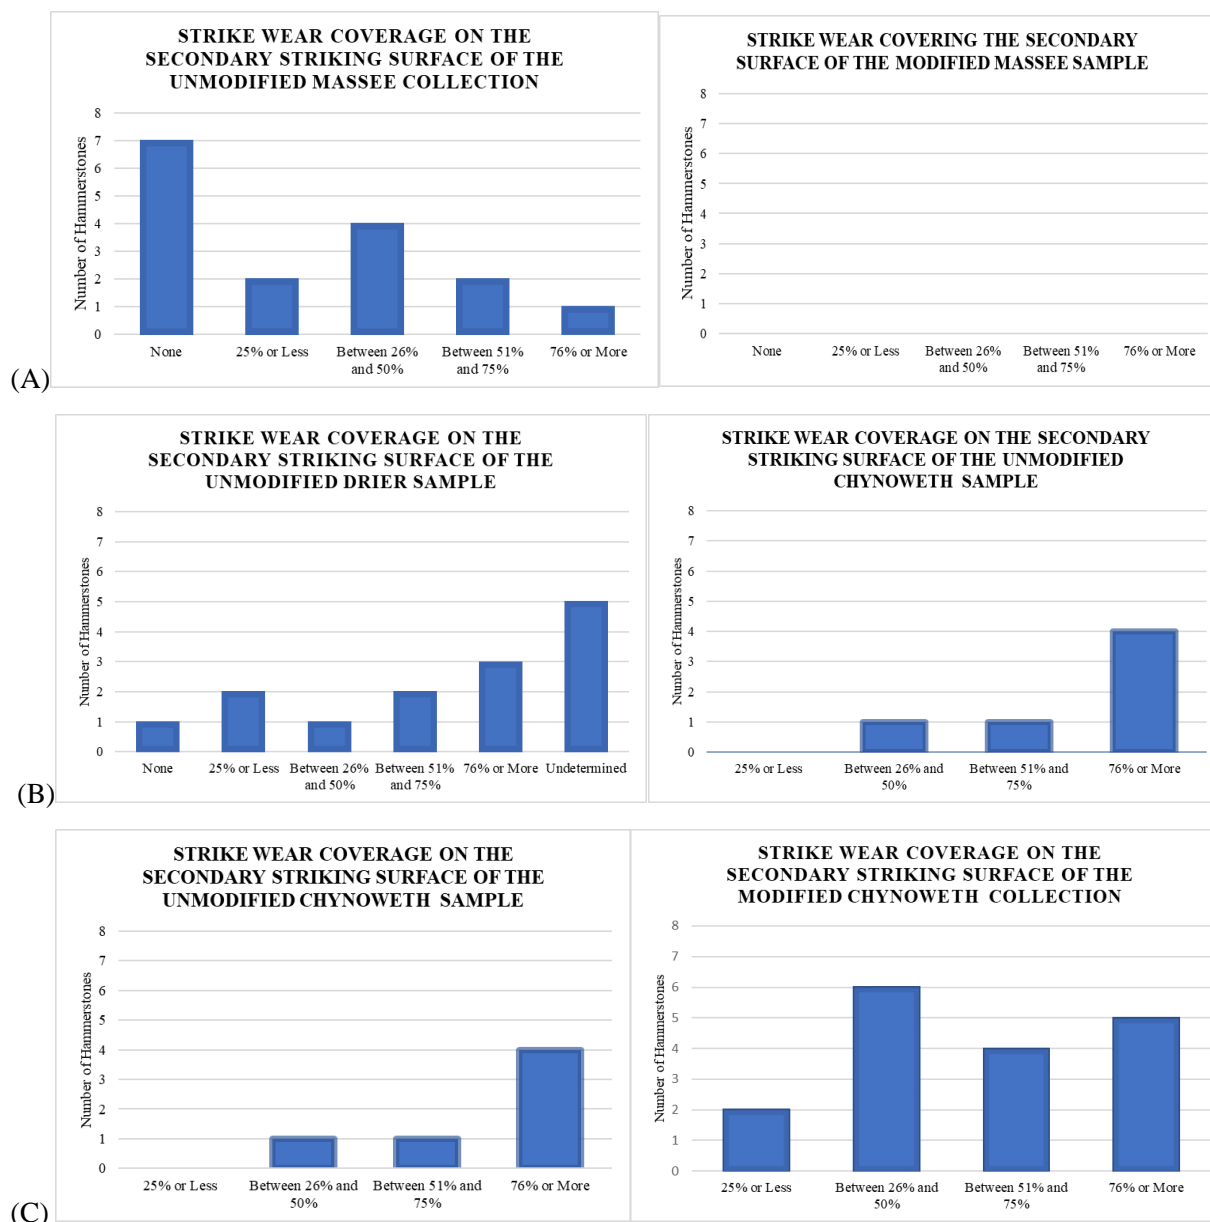 STRIKE WEAR COVERAGE ON THE
SECONDARY STRIKING SURFACE OF THE
UNMODIFIED MASSEE COLLECTION
Number of Hammerstones
8
7
6
5
4
3
2
1
0
None
25% or Less
Between 26%
and 50%
Between 51%
and 75%
76% or More
STRIKE WEAR COVERING THE SECONDARY
SURFACE OF THE MODIFIED MASSEE SAMPLE
Number of Hammerstones
8
7
6
5
4
3
2
1
0
None
25% or Less
Between 26%
and 50%
Between 51%
and 75%
76% or More
(A)
STRIKE WEAR COVERAGE ON THE
SECONDARY STRIKING SURFACE OF THE
UNMODIFIED DRIER SAMPLE
Number of Hammerstones
8
7
6
5
4
3
2
1
0
None
25% or Less
Between 26%
and 50%
Between 51%
and 75%
76% or More
Undetermined
STRIKE WEAR COVERAGE ON THE SECONDARY
STRIKING SURFACE OF THE UNMODIFIED
CHYNOWETH SAMPLE
Number of Hammerstones
8
7
6
5
4
3
2
1
0
25% or Less
Between 26% and
50%
Between 51% and
75%
76% or More
(B)
STRIKE WEAR COVERAGE ON THE
SECONDARY STRIKING SURFACE OF THE
UNMODIFIED CHYNOWETH SAMPLE
Number of Hammerstones
8
7
6
5
4
3
2
1
0
25% or Less
Between 26% and
50%
Between 51% and
75%
76% or More
STRIKE WEAR COVERAGE ON THE
SECONDARY STRIKING SURFACE OF THE
MODIFIED CHYNOWETH COLLECTION
Number of Hammerstones
8
7
6
5
4
3
2
1
0
25% or Less
Between 26% and
50%
Between 51% and
75%
76% or More
(C)